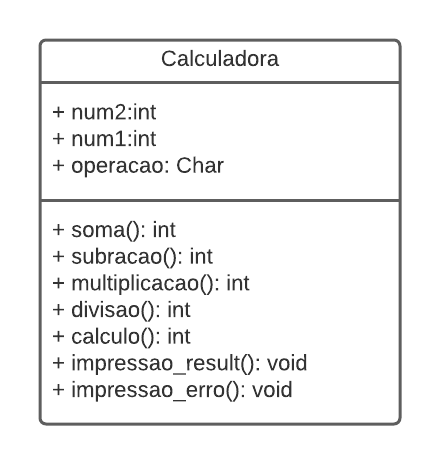 Calculadora
+ num2:int
+ num1:int
+ operacao: Char
+ soma(): int
+ subracao(): int
+ multiplicacao(): int
+ divisao(): int
+ calculo(): int
+ impressao_result(): void
+ impressao_erro(): void